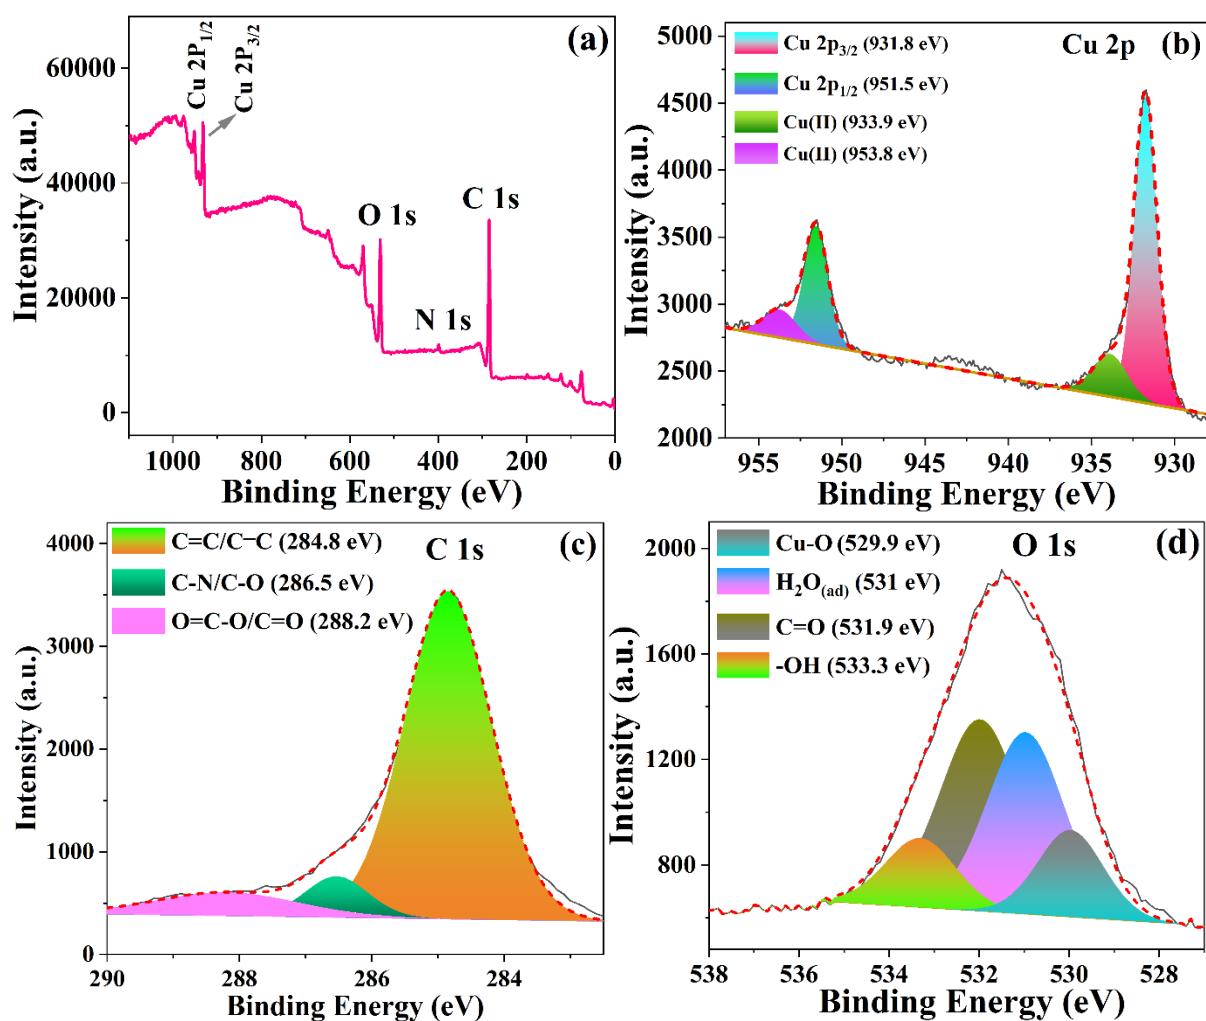 (a)
Cu 2P1/2
Cu 2P3/2
O 1s
C 1s
N 1s
60000
40000
20000
0
Intensity (a.u.)
1000 800 600 400 200 0
Binding Energy (eV)
Cu 2p (b)
Cu 2p3/2 (931.8 eV)
Cu 2p1/2 (951.5 eV)
Cu(II) (933.9 eV)
Cu(II) (953.8 eV)
5000
4500
4000
3500
3000
2500
2000
Intensity (a.u.)
955 950 945 940 935 930
Binding Energy (eV)
C 1s (c)
C=C/C-C (284.8 eV)
C-N/C-O (286.5 eV)
O=C-O/C=O (288.2 eV)
4000
3000
2000
1000
0
Intensity (a.u.)
290 288 286 284
Binding Energy (eV)
O 1s (d)
Cu-O (529.9 eV)
H2O(ad) (531 eV)
C=O (531.9 eV)
-OH (533.3 eV)
2000
1600
1200
800
Intensity (a.u.)
538 536 534 532 530 528
Binding Energy (eV)